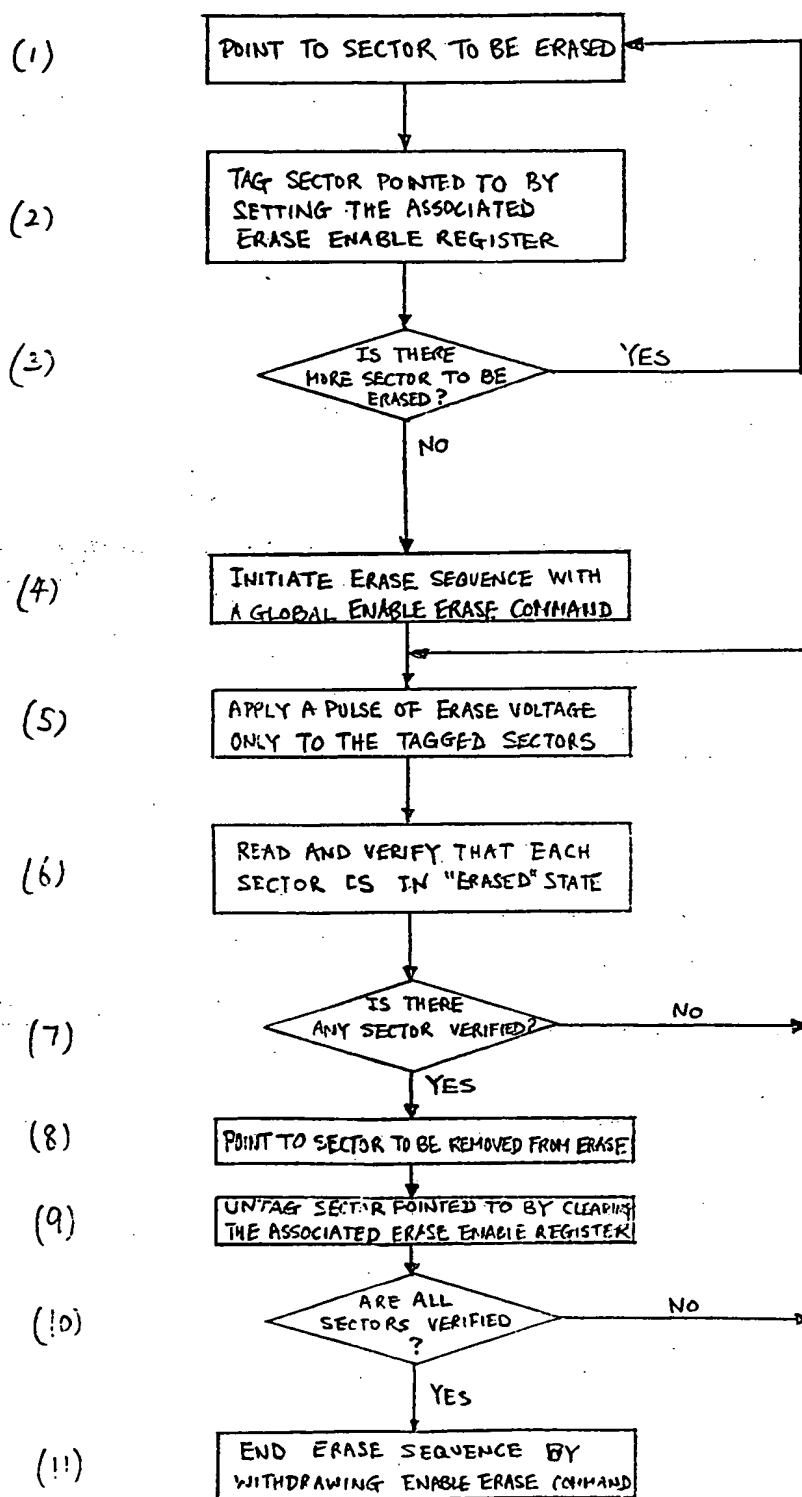 (1)
POINT TO SECTOR TO BE ERASED
(2)
TAG SECTOR POINTED TO BY
SETTING THE ASSOCIATED
ERASE ENABLE REGISTER
(3)
IS THERE
MORE SECTOR TO BE
ERASED?
YES
NO
(4)
INITIATE ERASE SEQUENCE WITH
A GLOBAL ENABLE ERASE COMMAND
(5)
APPLY A PULSE OF ERASE VOLTAGE
ONLY TO THE TAGGED SECTORS
(6)
READ AND VERIFY THAT EACH
SECTOR IS IN "ERASED" STATE
(7)
IS THERE
ANY SECTOR VERIFIED?
NO
YES
(8)
POINT TO SECTOR TO BE REMOVED FROM ERASE
(9)
UNTAG SECTOR POINTED TO BY CLEARING
THE ASSOCIATED ERASE ENABLE REGISTER
(10)
ARE ALL
SECTORS VERIFIED
?
NO
YES
(11)
END ERASE SEQUENCE BY
WITHDRAWING ENABLE ERASE COMMAND